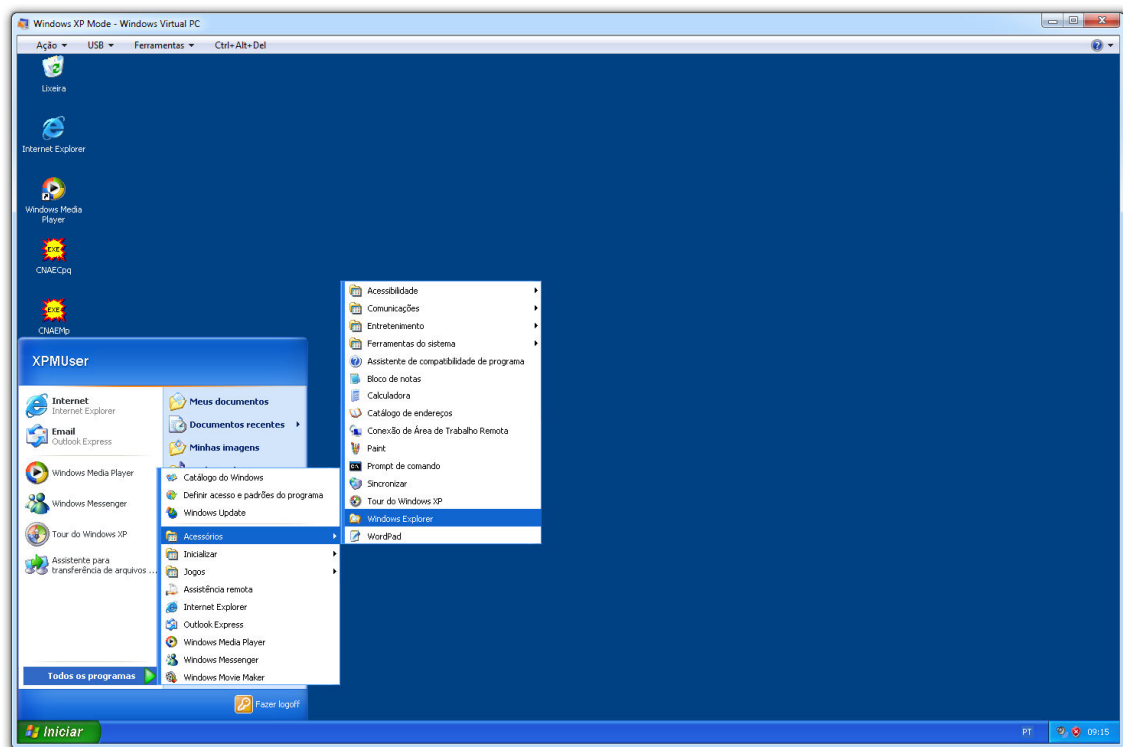 Windows XP Mode - Windows Virtual PC
Ação USB Ferramentas Ctrl+Alt+Del
Lixeira
Internet Explorer
Windows Media
Player
EXE
CNAECpq
EXE
CNAEMp
XPMUser
Internet
Internet Explorer
Email
Outlook Express
Windows Media Player
Windows Messenger
Tour do Windows XP
Assistente para
transferência de arquivos ...
Todos os programas
Meus documentos
Documentos recentes
Minhas imagens
Fazer logoff
Catálogo do Windows
Definir acesso e padrões do programa
Windows Update
Acessórios
Inicializar
Jogos
Assistência remota
Internet Explorer
Outlook Express
Windows Media Player
Windows Messenger
Windows Movie Maker
Acessibilidade
Comunicações
Entretenimento
Ferramentas do sistema
Assistente de compatibilidade de programa
Bloco de notas
Calculadora
Catálogo de endereços
Conexão de Área de Trabalho Remota
Paint
Prompt de comando
Sincronizar
Tour do Windows XP
Windows Explorer
WordPad
Iniciar
PT
09:15